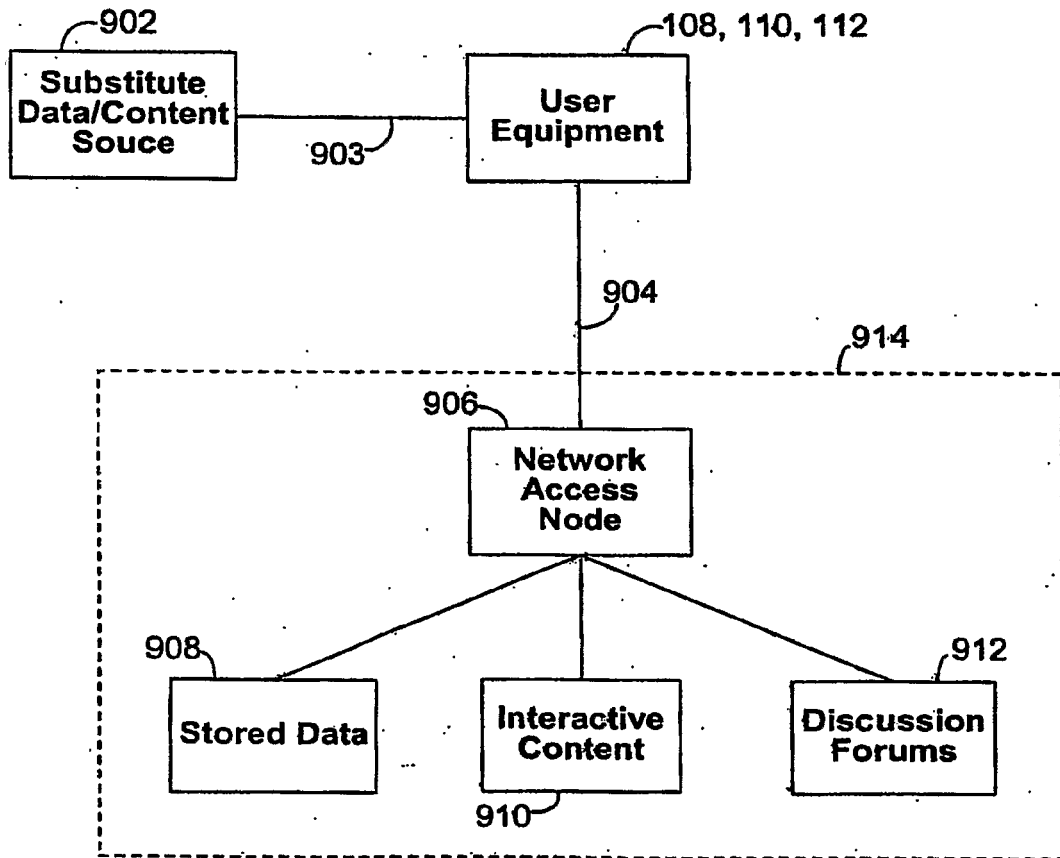 902
108, 110, 112
Substitute
Data/Content
Souce
User
Equipment
903
904
914
906
Network
Access
Node
908
912
Stored Data
Interactive
Content
Discussion
Forums
910